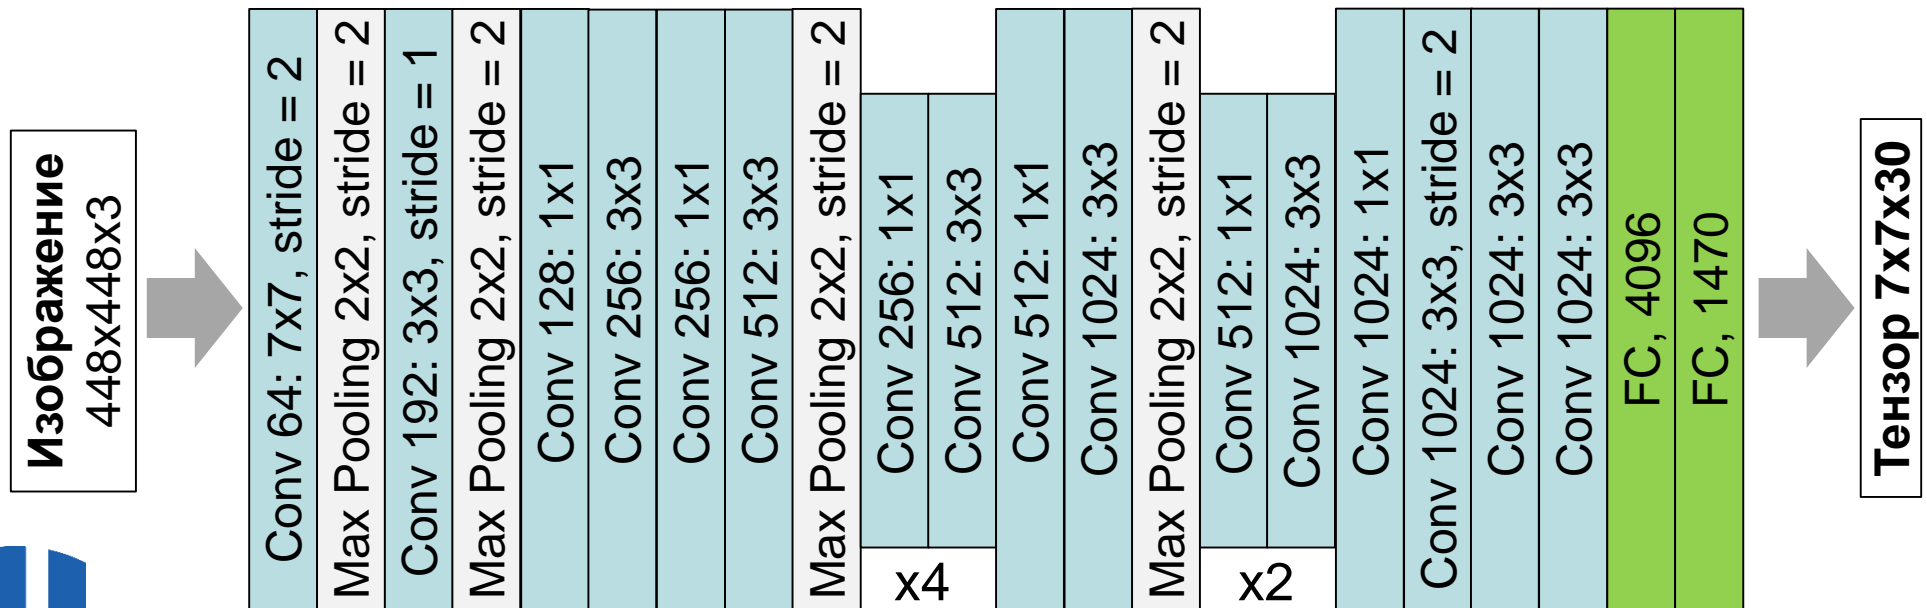 Изображение
448x448x3
Conv 64: 7x7, stride = 2
Max Pooling 2x2, stride = 2
Conv 192: 3x3, stride = 1
Max Pooling 2x2, stride = 2
Conv 128: 1x1
Conv 256: 3x3
Conv 256: 1x1
Conv 512: 3x3
Max Pooling 2x2, stride = 2
Conv 256: 1x1
Conv 512: 3x3
x4
Conv 512: 1x1
Conv 1024: 3x3
Max Pooling 2x2, stride = 2
Conv 512: 1x1
Conv 1024: 3x3
x2
Conv 1024: 1x1
Conv 1024: 3x3, stride = 2
Conv 1024: 3x3
Conv 1024: 3x3
FC, 4096
FC, 1470
Тензор 7x7x30